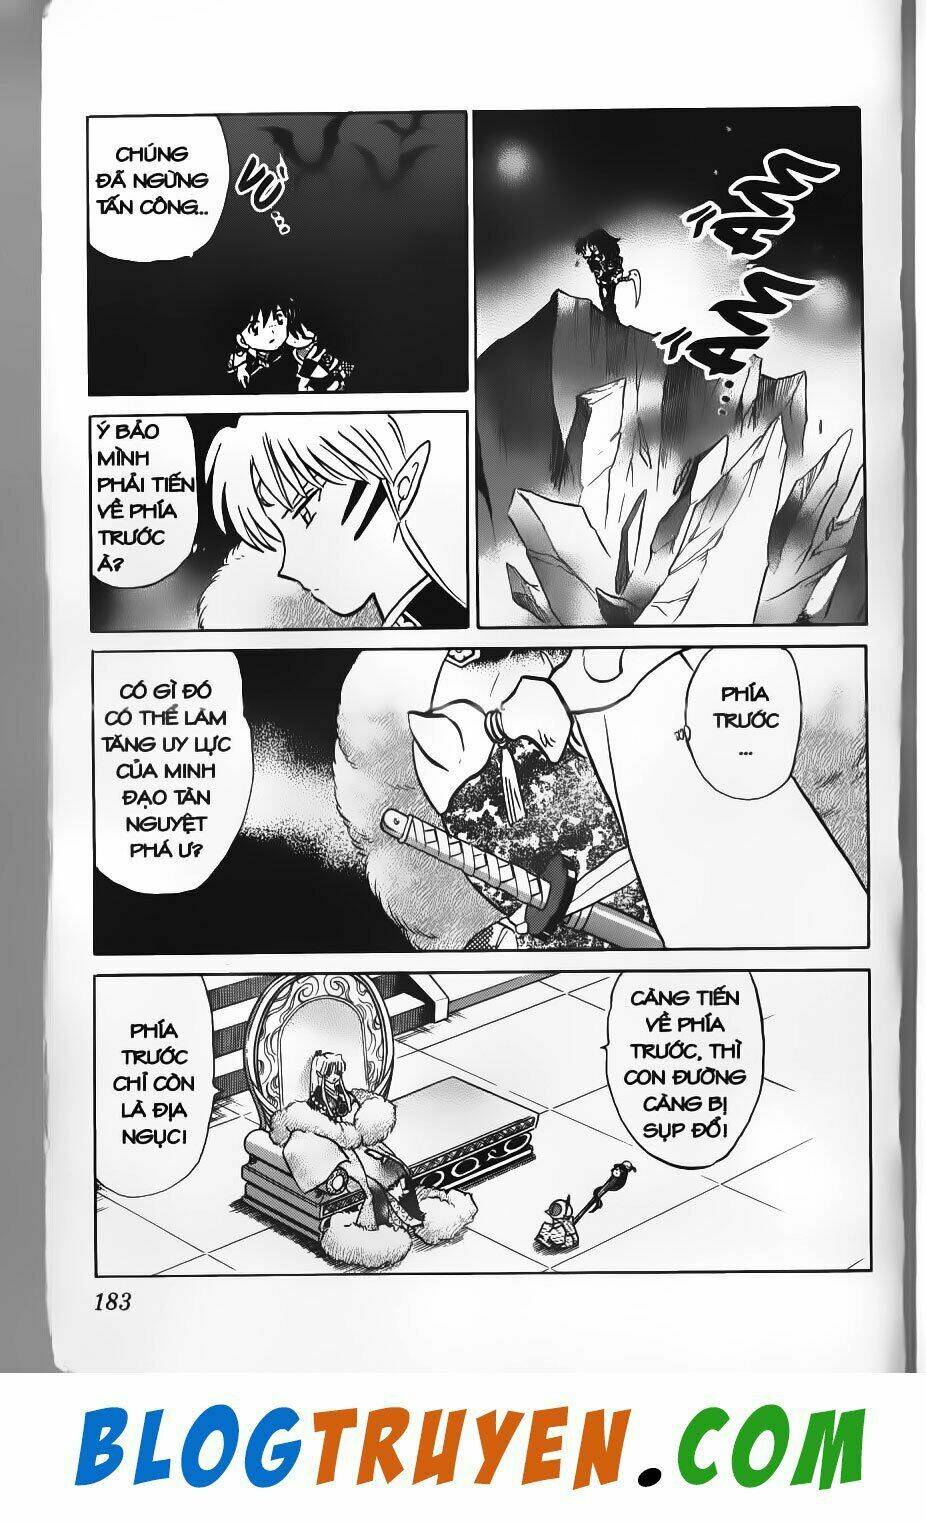 CHÚNG
ĐÃ NGỪNG
TẤN CÔNG..
VÙ...
ẦM ẦM
Ý BẢO
MÌNH
PHẢI TIẾN
VỀ PHÍA
TRƯỚC
À?
CÓ GÌ ĐÓ
CÓ THỂ LÀM
TĂNG UY LỰC
CỦA MINH
ĐẠO TÀN
NGUYỆT
PHÁ Ư?
PHÍA
TRƯỚC
...
PHÍA
TRƯỚC
CHỈ CÒN
LÀ ĐỊA
NGỤC!
CÀNG TIẾN
VỀ PHÍA
TRƯỚC, THÌ
CON ĐƯỜNG
CÀNG BỊ
SỤP ĐỔ!
183
BLOGTRUYEN.COM